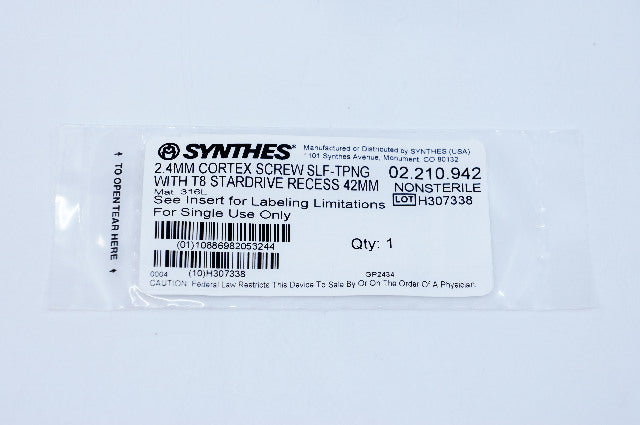 SYNTHES®
Manufactured or Distributed by SYNTHES (USA)
1101 Synthes Avenue, Monument, CO 80132
2.4MM CORTEX SCREW SLF-TPNG
WITH T8 STARDRIVE RECESS 42MM
02.210.942
NONSTERILE
LOT H307338
Mat. 316L
See Insert for Labeling Limitations
For Single Use Only
(01)10886982053244
Qty: 1
(10)H307338
0004
GP2434
CAUTION: Federal Law Restricts This Device To Sale By Or On The Order Of A Physician.
TO OPEN TEAR HERE